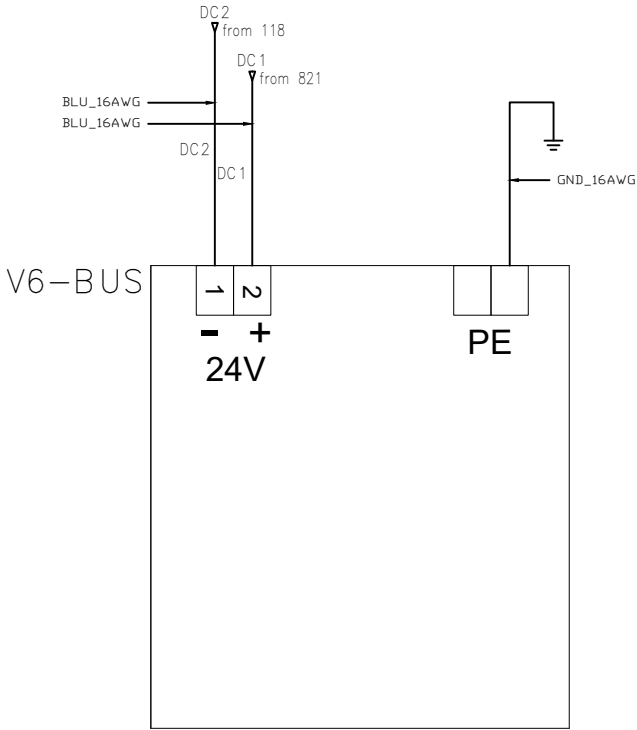 DC2
from 118
DC1
from 821
BLU_16AWG
BLU_16AWG
DC2
DC1
GND_16AWG
V6-BUS
1 2
- +
24V
PE